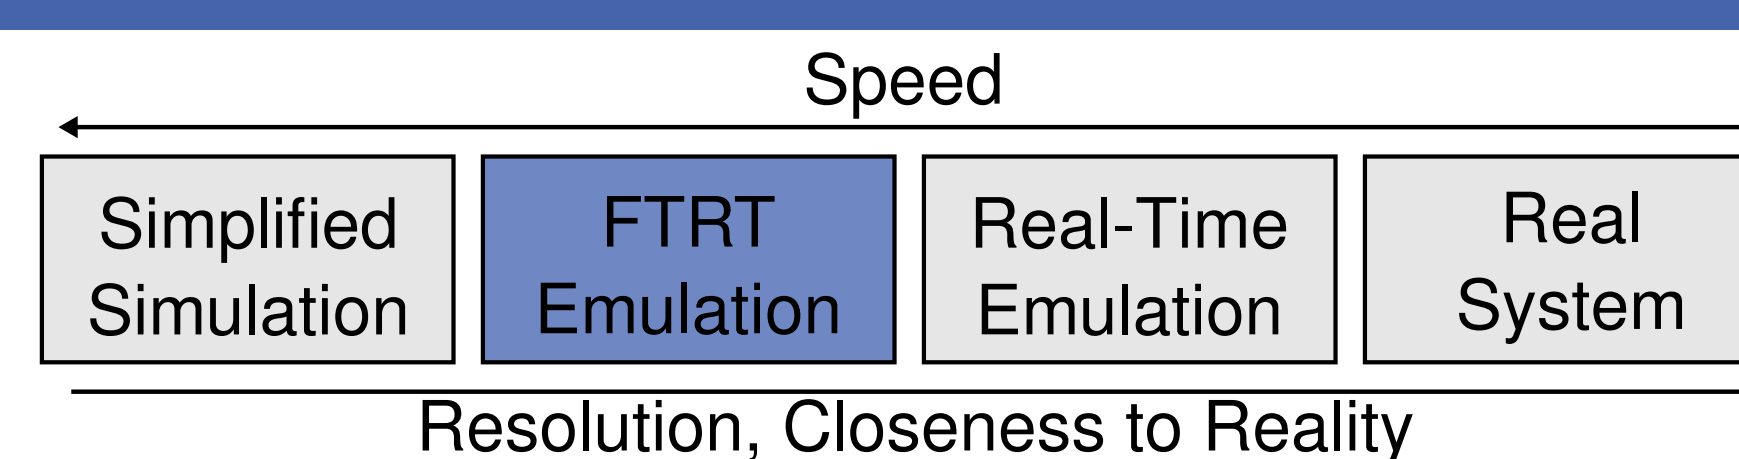 Speed
Simplified
Simulation
FTRT
Emulation
Real-Time
Emulation
Real
System
Resolution, Closeness to Reality